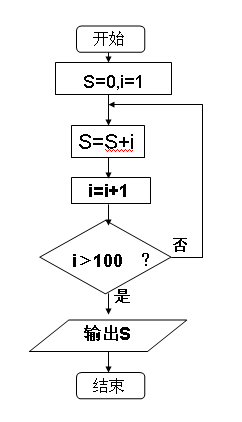 开始
S=0,i=1
S=S+i
i=i+1
i＞100 ？
否
是
输出S
结束